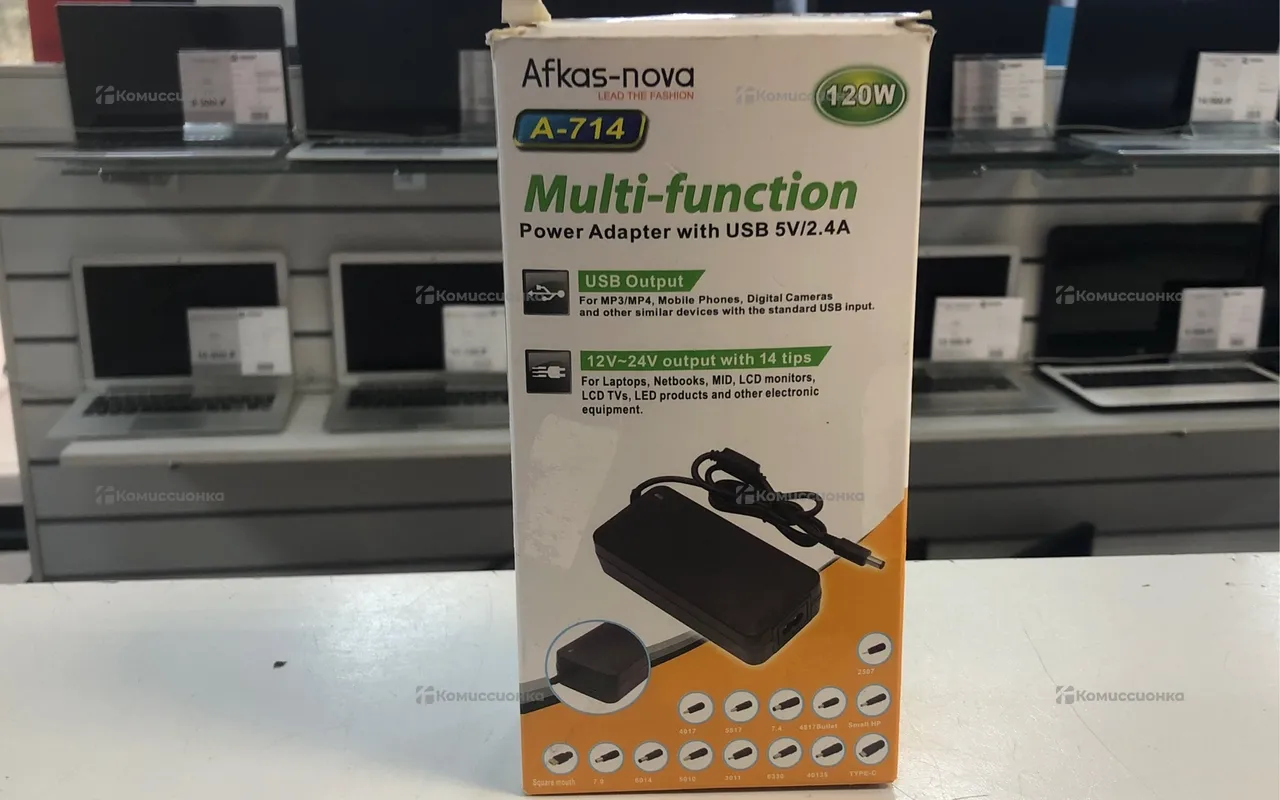 Afkas-nova
LEAD THE FASHION
120W
A-714
Multi-function
Power Adapter with USB 5V/2.4A
USB Output
For MP3/MP4, Mobile Phones, Digital Cameras
and other similar devices with the standard USB input.
12V~24V output with 14 tips
For Laptops, Netbooks, MID, LCD monitors,
LCD TVs, LED products and other electronic
equipment.
4817Bullet
Small HP
7.4
Square mouth
TYPE-C
Комиссионка
Комиссионка
Комиссионка
Комиссионка
Комиссионка
Комиссионка
Комиссионка
Комиссионка